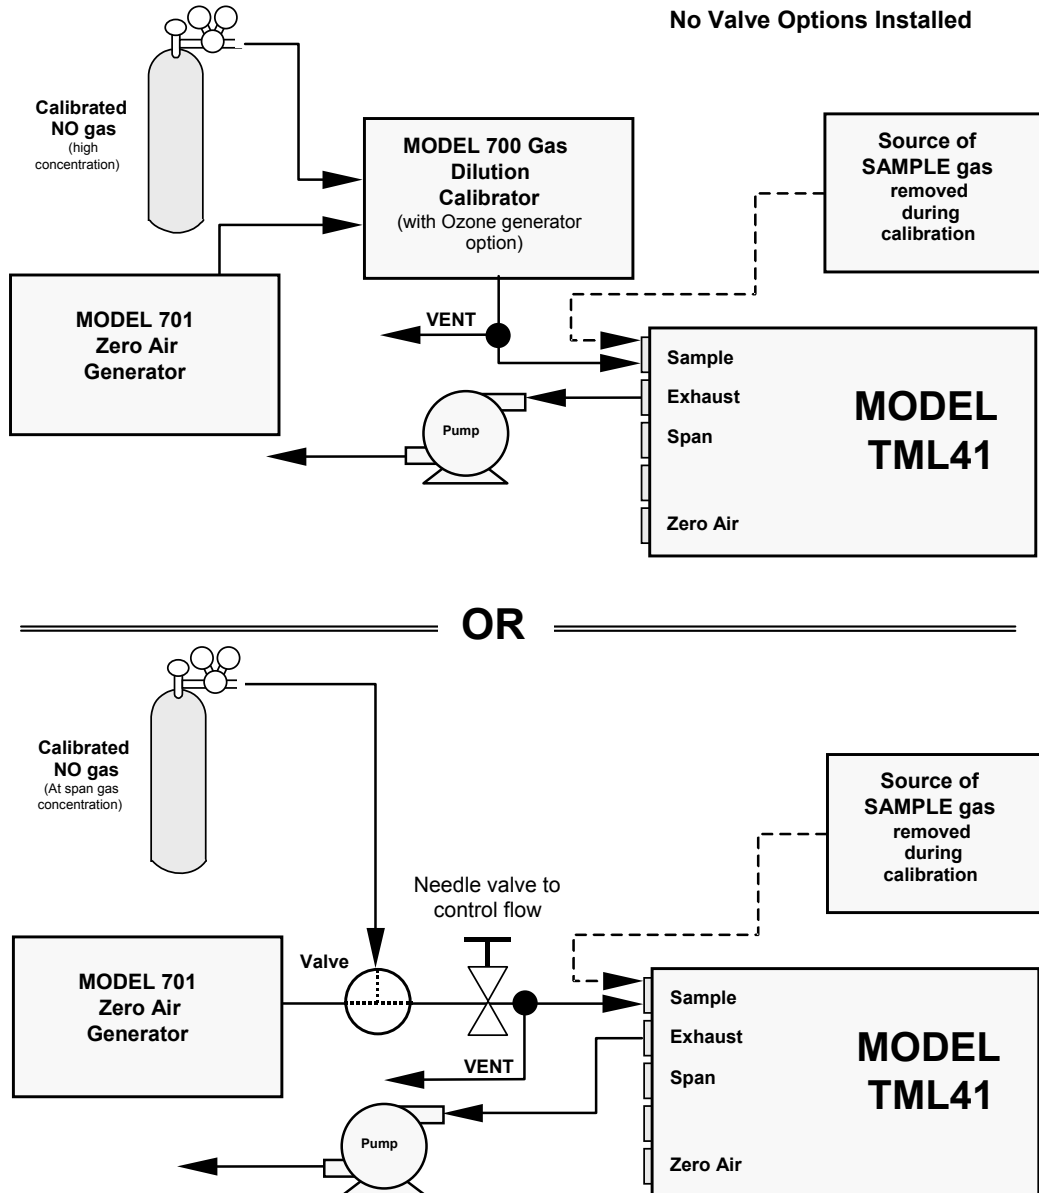 No Valve Options Installed
Calibrated
NO gas
(high
concentration)
MODEL 700 Gas
Dilution
Calibrator
(with Ozone generator
option)
Source of
SAMPLE gas
removed
during
calibration
MODEL 701
Zero Air
Generator
VENT
Pump
Sample
Exhaust
Span
Zero Air
MODEL
TML41
OR
Calibrated
NO gas
(At span gas
concentration)
Source of
SAMPLE gas
removed
during
calibration
Needle valve to
control flow
MODEL 701
Zero Air
Generator
Valve
VENT
Pump
Sample
Exhaust
Span
Zero Air
MODEL
TML41